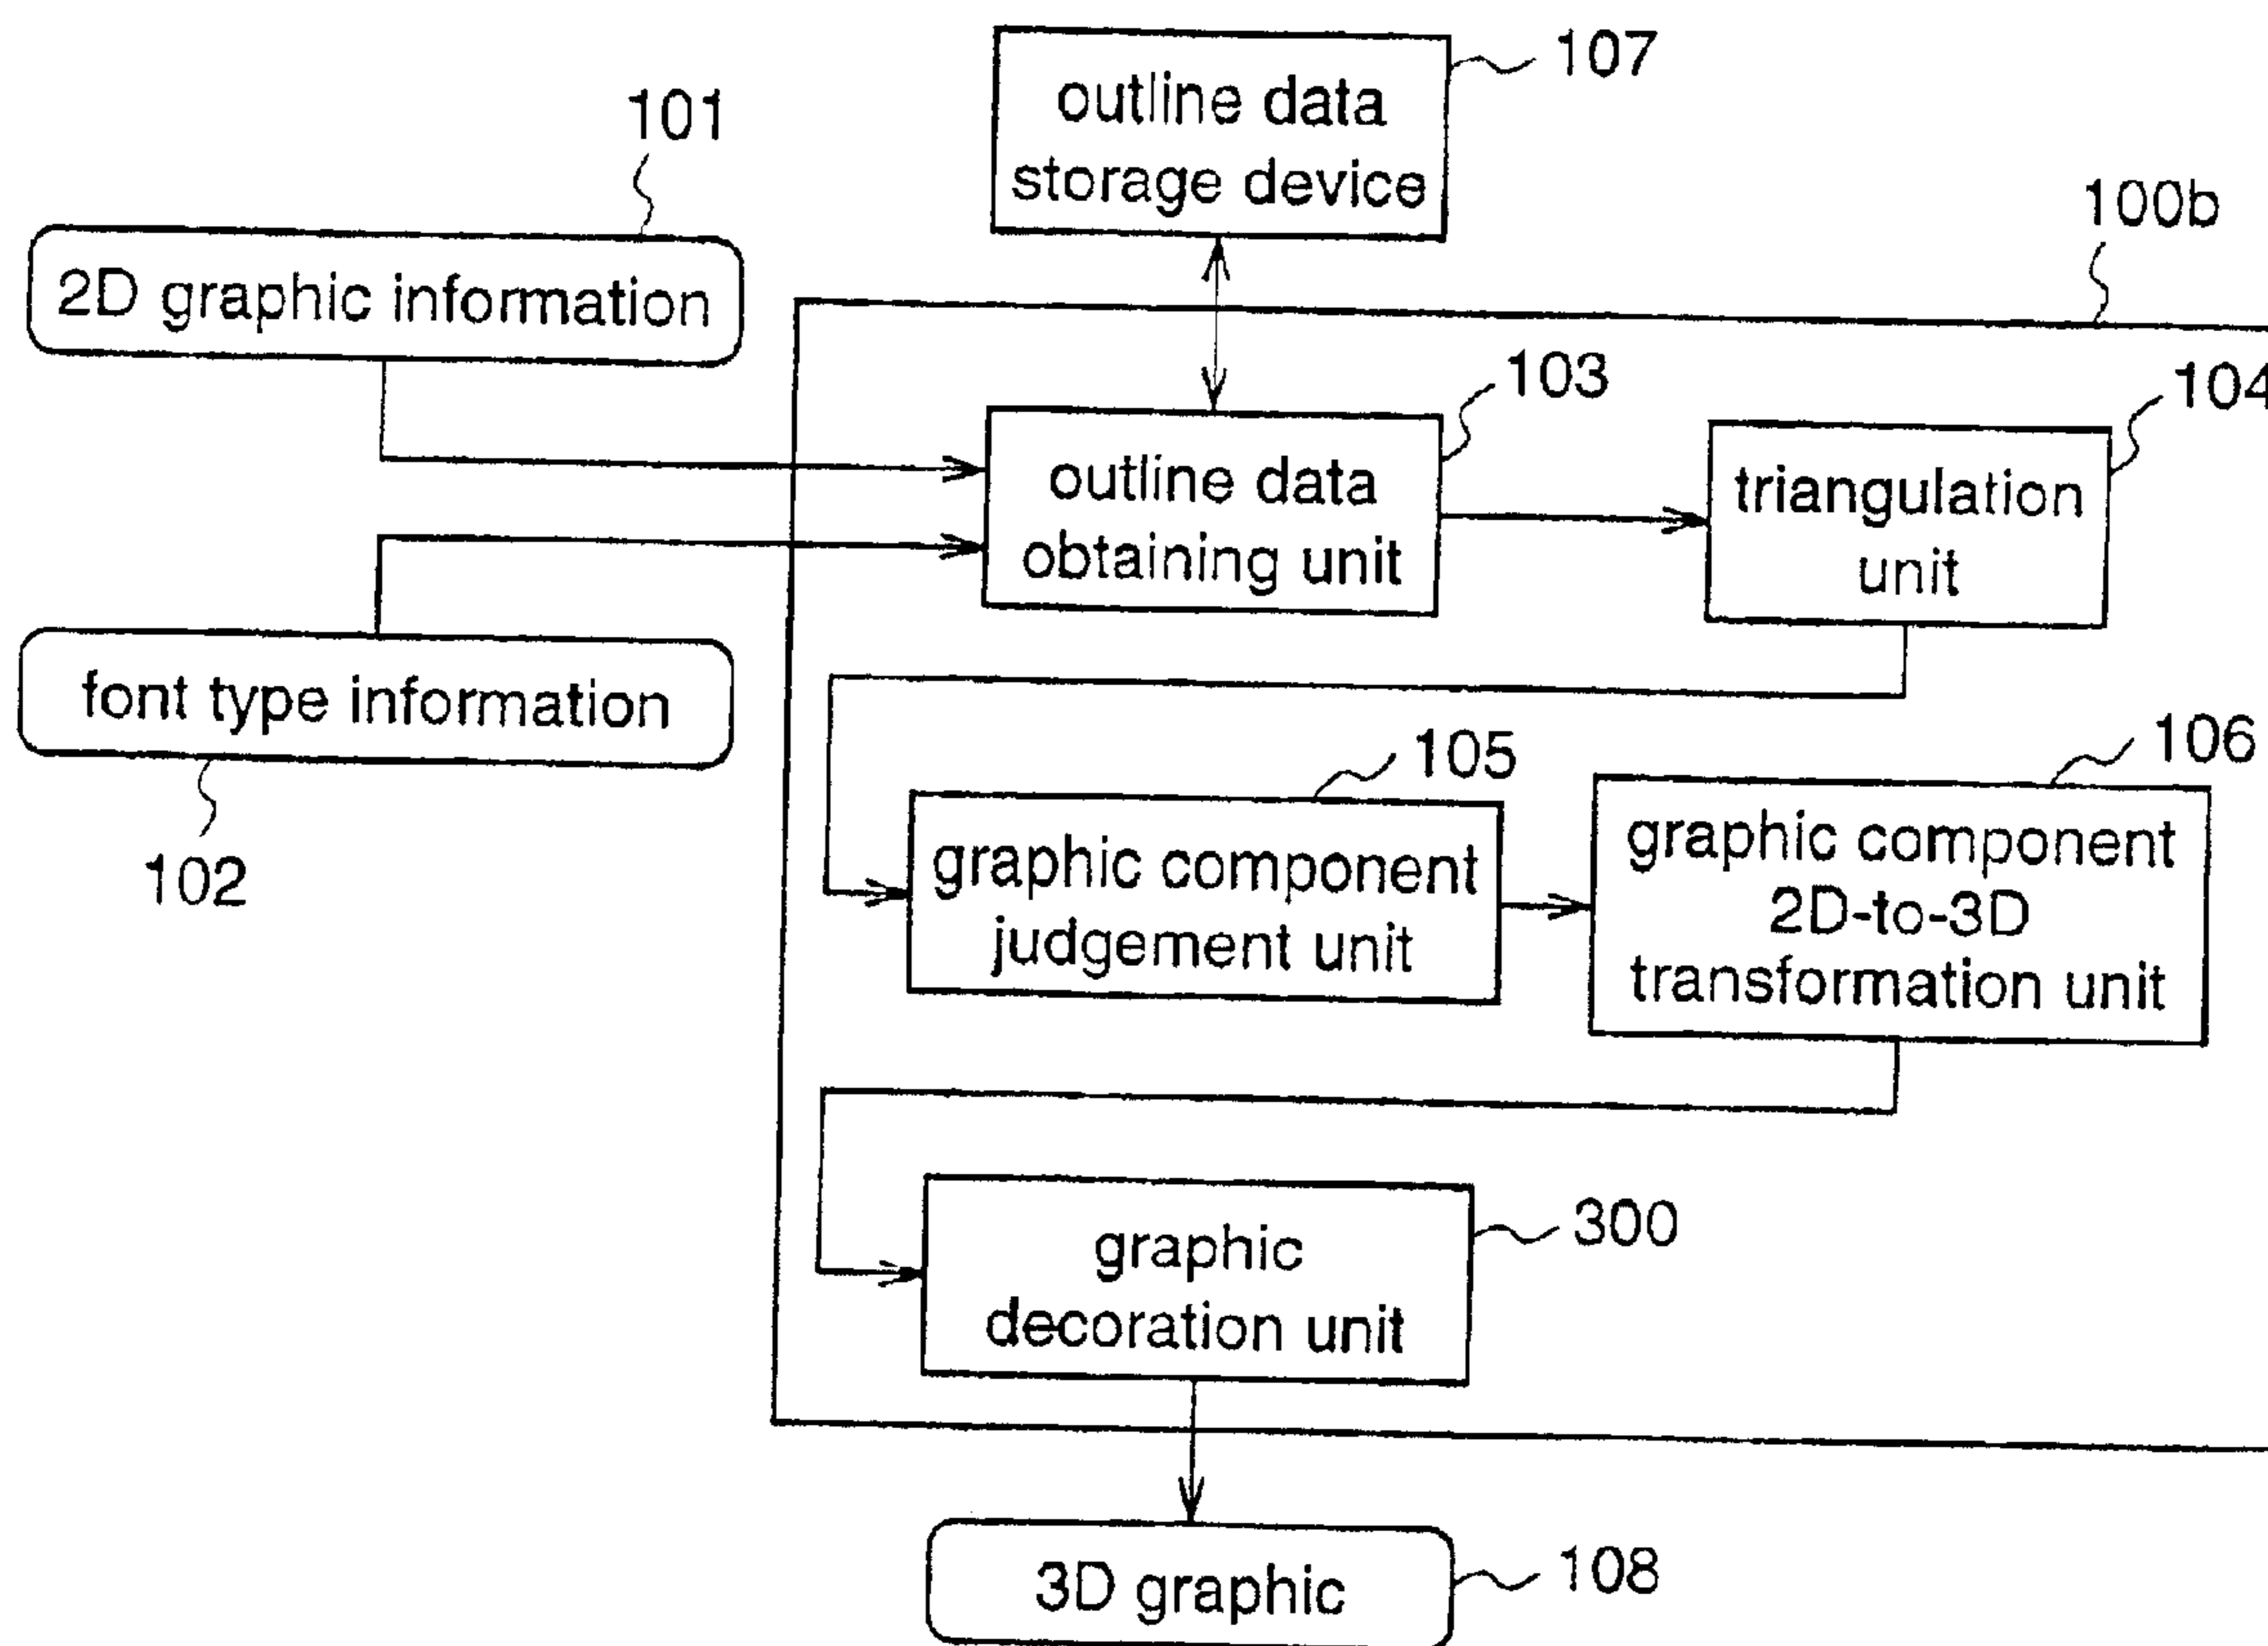 107
outline data
storage device
101
2D graphic information
100b
103
outline data
obtaining unit
104
triangulation
unit
font type information
102
105
graphic component
judgement unit
106
graphic component
2D-to-3D
transformation unit
300
graphic
decoration unit
3D graphic
108